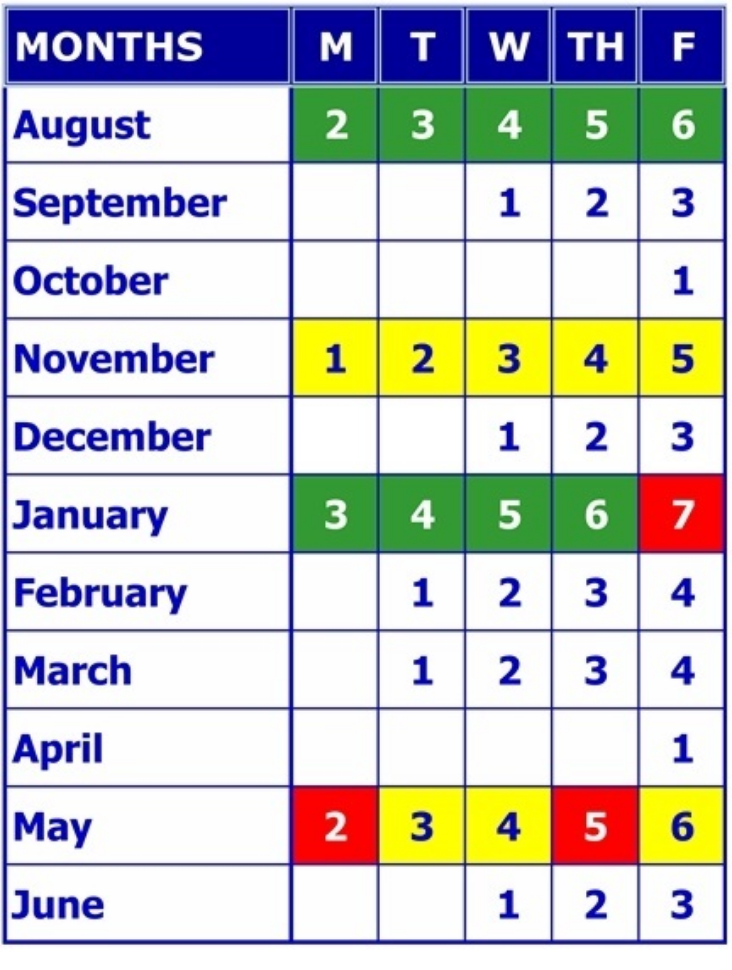 MONTHS M T W TH F
August 2 3 4 5 6
September 1 2 3
October 1
November 1 2 3 4 5
December 1 2 3
January 3 4 5 6 7
February 1 2 3 4
March 1 2 3 4
April 1
May 2 3 4 5 6
June 1 2 3